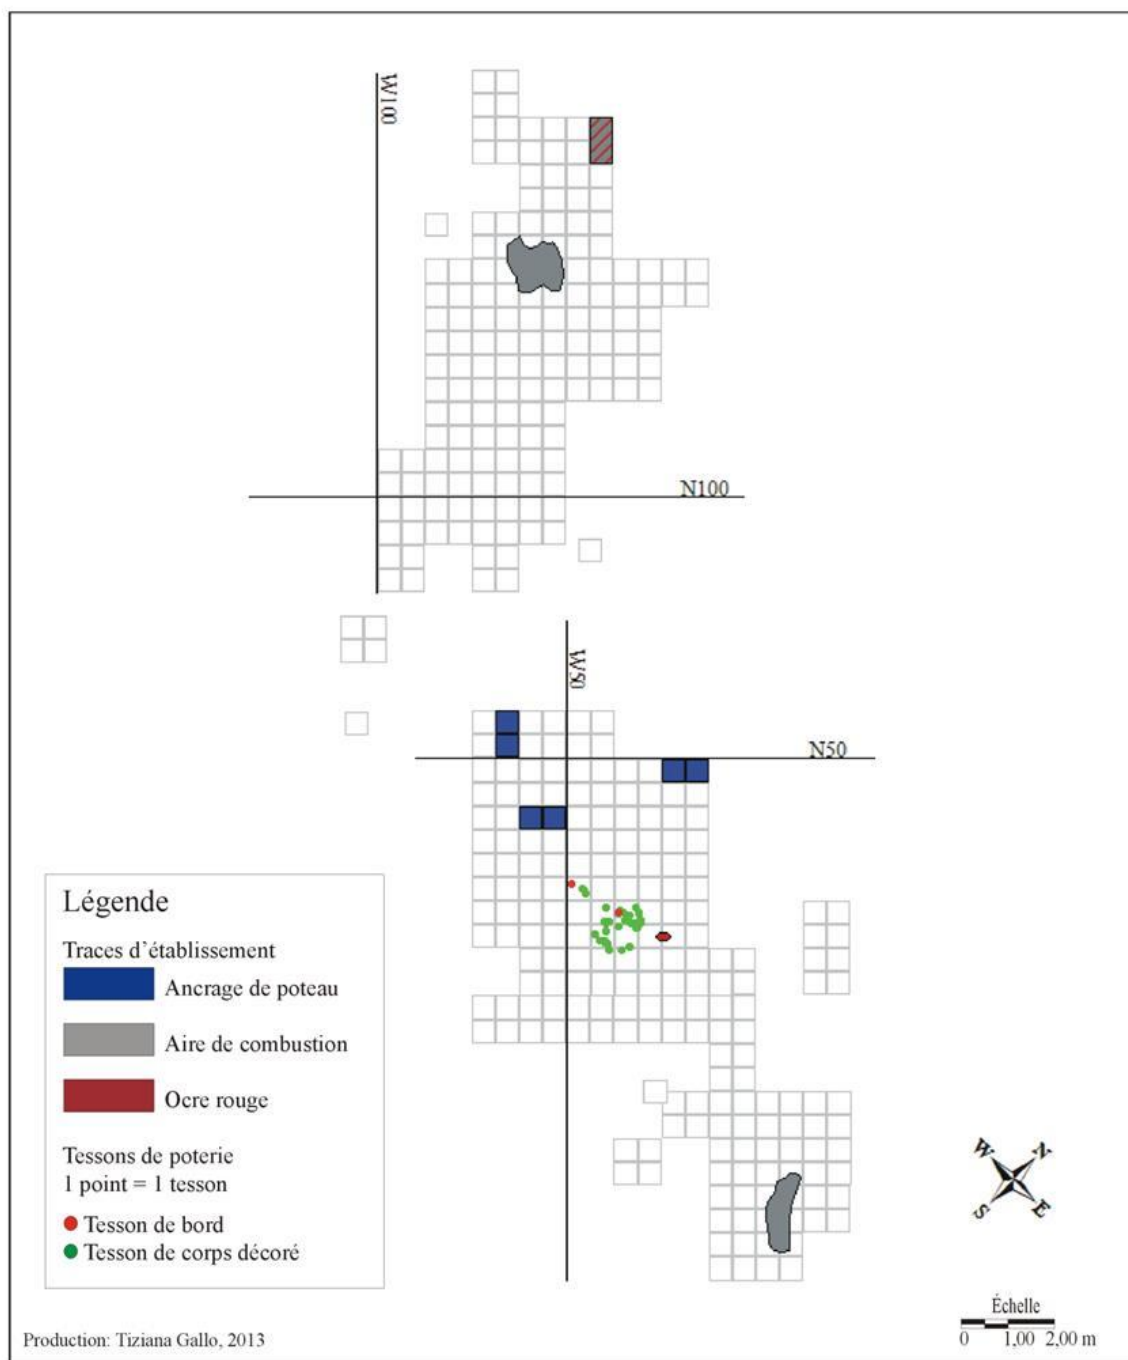 W100
N100
W50
N50
Légende
Traces d'établissement
Ancrage de poteau
Aire de combustion
Ocre rouge
Tessons de poterie
1 point = 1 tesson
Tesson de bord
Tesson de corps décoré
W N
S E
Échelle
0 1,00 2,00 m
Production: Tiziana Gallo, 2013